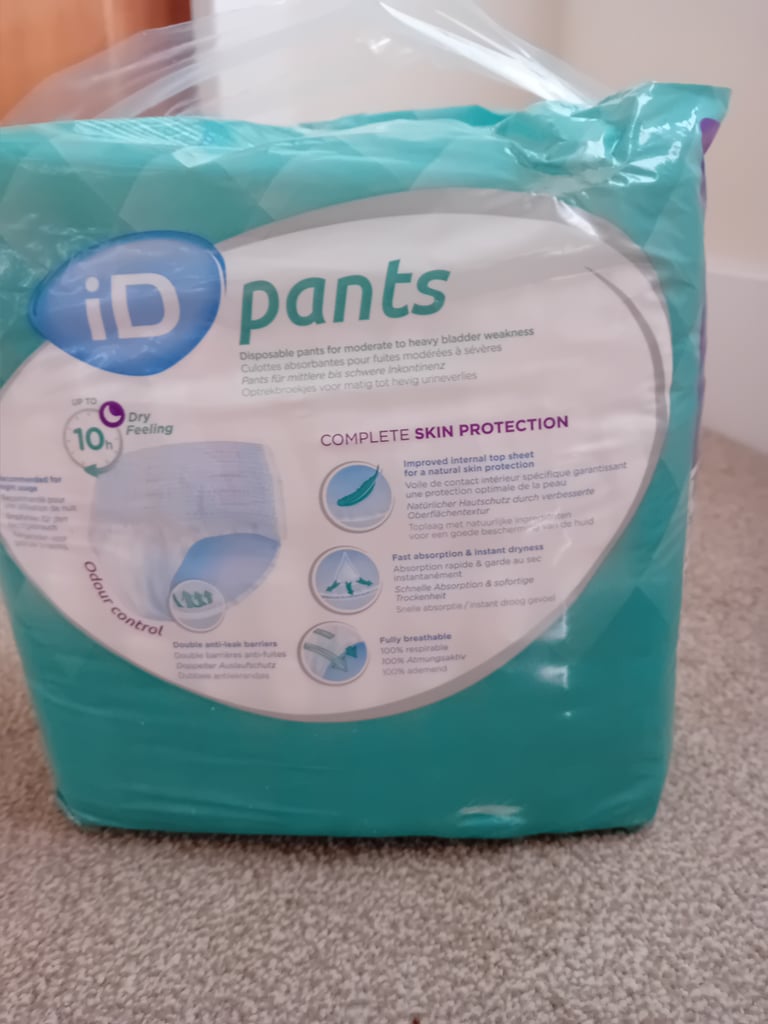 iD
pants
Disposable pants for moderate to heavy bladder weakness
Culottes absorbantes pour fuites modérées à sévères
Pants für mittlere bis schwere Inkontinenz
Optrekbroekjes voor matig tot hevig urineverlies
UP TO
10h
Dry
Feeling
COMPLETE SKIN PROTECTION
Improved internal top sheet
for a natural skin protection
Voile de contact intérieur spécifique garantissant
une protection optimale de la peau
Natürlicher Hautschutz durch verbesserte
Oberflächentextur
Toplaag met natuurlijke ingrediënten
voor een goede bescherming van de huid
Fast absorption & instant dryness
Absorption rapide & garde au sec
instantanément
Schnelle Absorption & sofortige
Trockenheit
Snelle absorptie / instant droog gevoel
Fully breathable
100% respirable
100% Atmungsaktiv
100% ademend
Odour control
Double anti-leak barriers
Double barrières anti-fuites
Doppelter Auslaufschutz